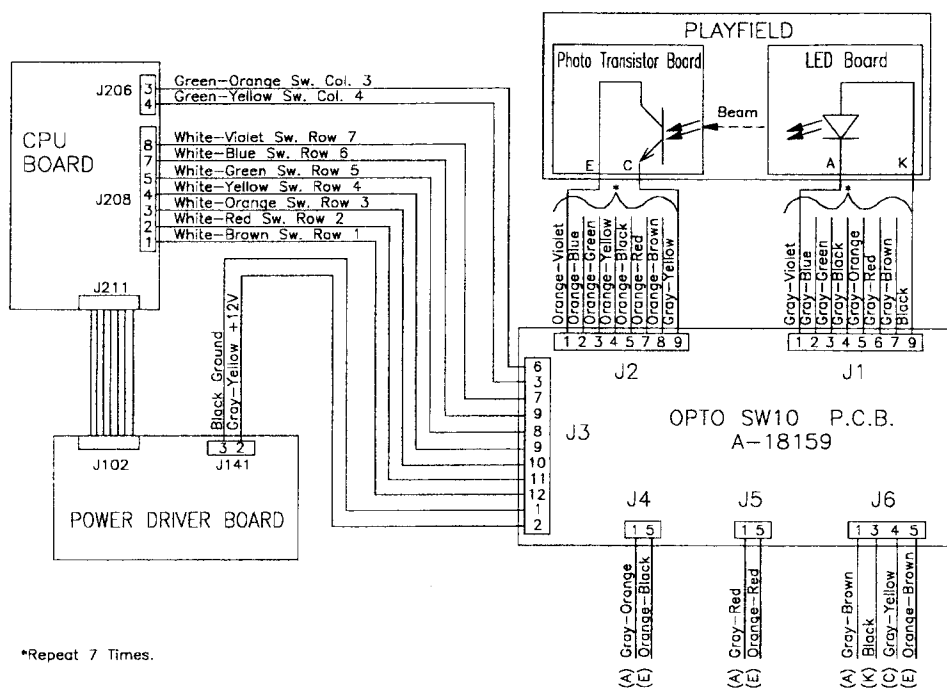 PLAYFIELD
Photo Transistor Board
LED Board
Beam
E C
A K
J206
3 Green-Orange Sw. Col. 3
4 Green-Yellow Sw. Col. 4
CPU
BOARD
J208
8 White-Violet Sw. Row 7
7 White-Blue Sw. Row 6
5 White-Green Sw. Row 5
4 White-Yellow Sw. Row 4
3 White-Orange Sw. Row 3
2 White-Red Sw. Row 2
1 White-Brown Sw. Row 1
J211
Black Ground
Gray-Yellow +12V
3 2
J102
J141
POWER DRIVER BOARD
*
Orange-Violet
Orange-Blue
Orange-Green
Orange-Yellow
Orange-Black
Orange-Red
Orange-Brown
Gray-Yellow
1 2 3 4 5 7 8 9
J2
*
Gray-Violet
Gray-Blue
Gray-Green
Gray-Black
Gray-Orange
Gray-Red
Gray-Brown
Black
1 2 3 4 5 6 7 9
J1
6
3
7
9
8
9
10
11
12
1
2
J3
OPTO SW10 P.C.B.
A-18159
J4
1 5
(A) Gray-Orange
(E) Orange-Black
J5
1 5
(A) Gray-Red
(E) Orange-Red
J6
1 3 4 5
(A) Gray-Brown
(K) Black
(C) Gray-Yellow
(E) Orange-Brown
*Repeat 7 Times.